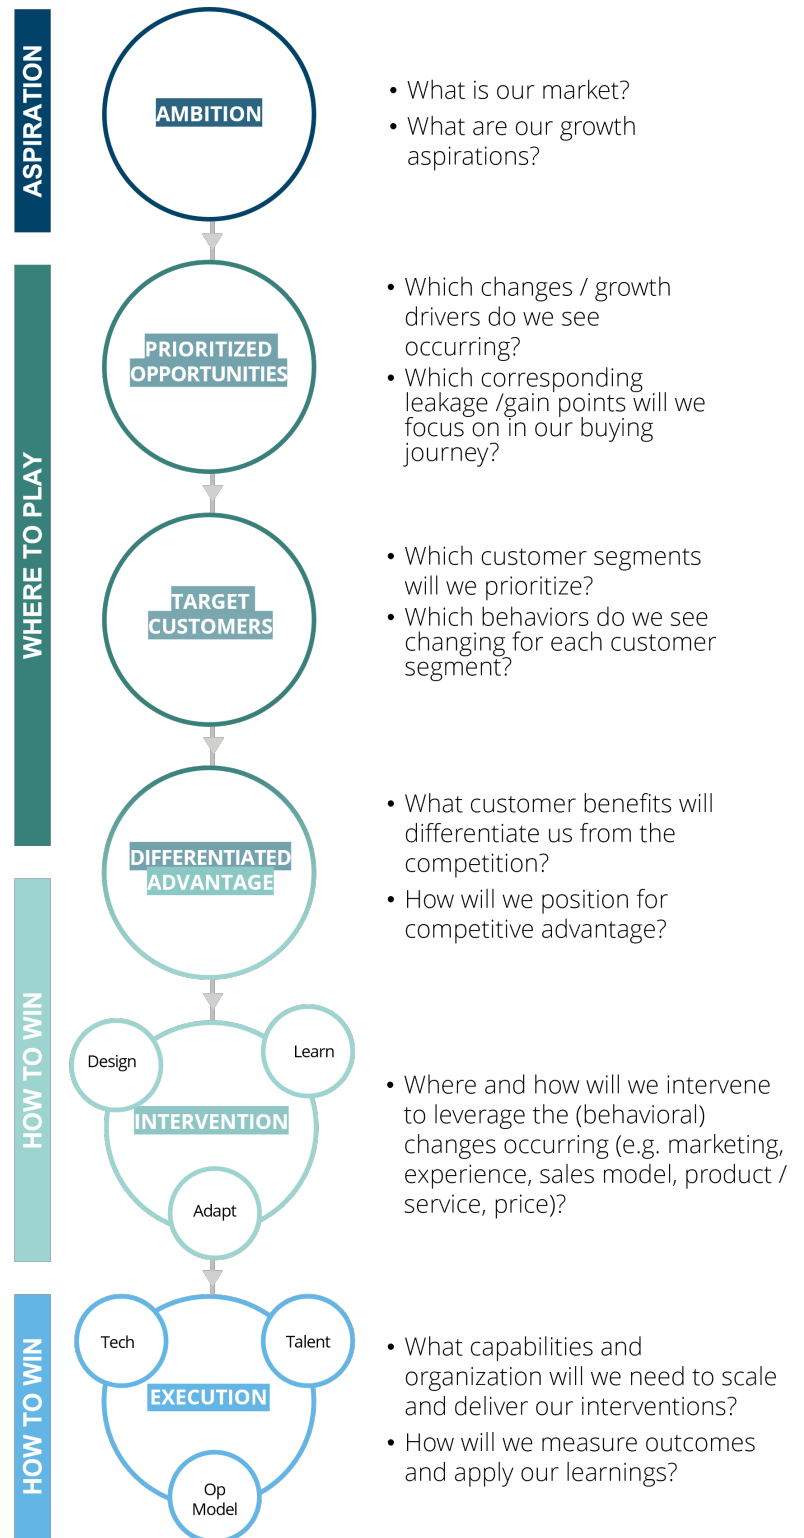 ASPIRATION
AMBITION
• What is our market?
• What are our growth
aspirations?
WHERE TO PLAY
PRIORITIZED
OPPORTUNITIES
• Which changes / growth
drivers do we see
occurring?
• Which corresponding
leakage /gain points will we
focus on in our buying
journey?
TARGET
CUSTOMERS
• Which customer segments
will we prioritize?
• Which behaviors do we see
changing for each customer
segment?
DIFFERENTIATED
ADVANTAGE
• What customer benefits will
differentiate us from the
competition?
• How will we position for
competitive advantage?
HOW TO WIN
Design
Learn
INTERVENTION
Adapt
• Where and how will we intervene
to leverage the (behavioral)
changes occurring (e.g. marketing,
experience, sales model, product /
service, price)?
HOW TO WIN
Tech
Talent
EXECUTION
Op
Model
• What capabilities and
organization will we need to scale
and deliver our interventions?
• How will we measure outcomes
and apply our learnings?